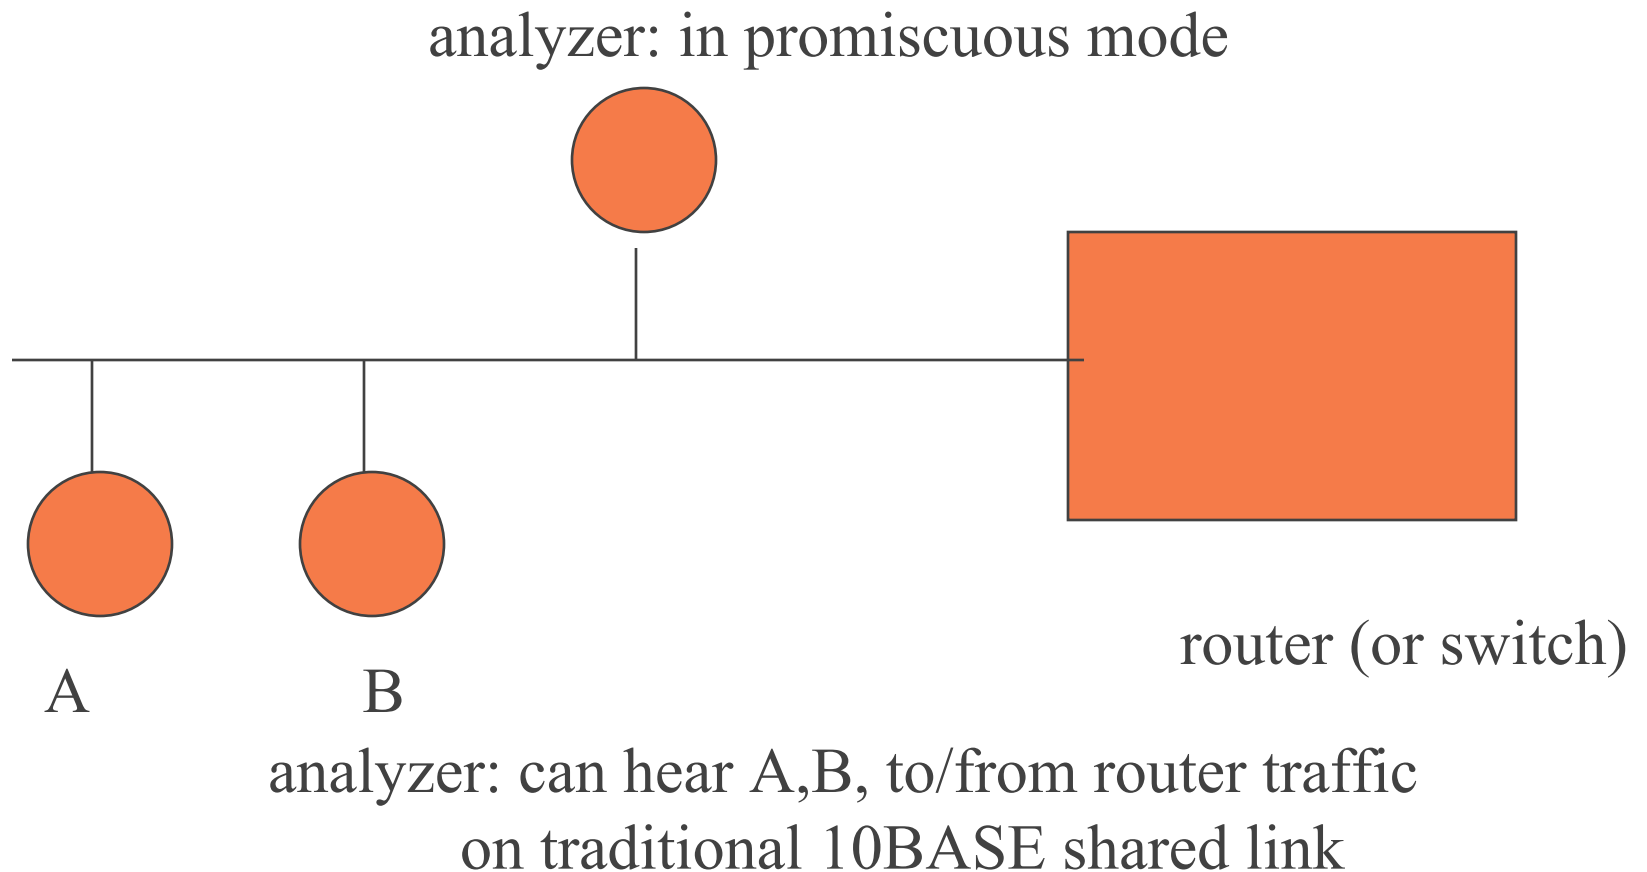 analyzer: in promiscuous mode
router (or switch)
A
B
analyzer: can hear A,B, to/from router traffic
on traditional 10BASE shared link